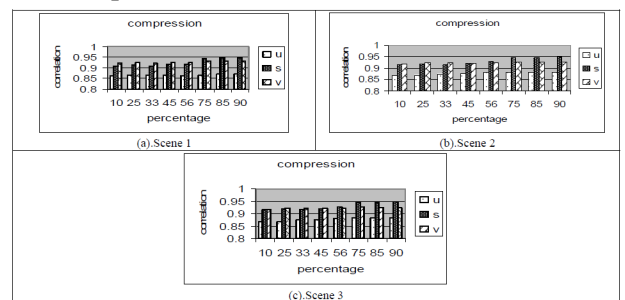 compression
1
0.95
0.9
0.85
0.8
correlation
10 25 33 45 56 75 85 90
percentage
u
s
v
(a).Scene 1
compression
1
0.95
0.9
0.85
0.8
correlation
10 25 33 45 56 75 85 90
percentage
u
s
v
(b).Scene 2
compression
1
0.95
0.9
0.85
0.8
correlation
10 25 33 45 56 75 85 90
percentage
u
s
v
(c).Scene 3